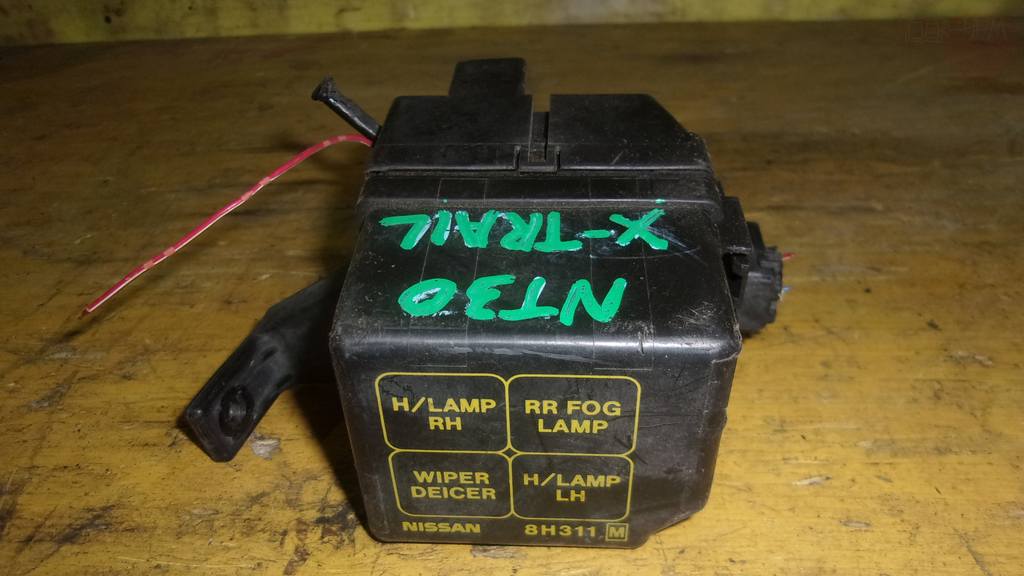 X-TRAIL
NT30
H/LAMP
RH
RR FOG
LAMP
WIPER
DEICER
H/LAMP
LH
NISSAN 8H311 M